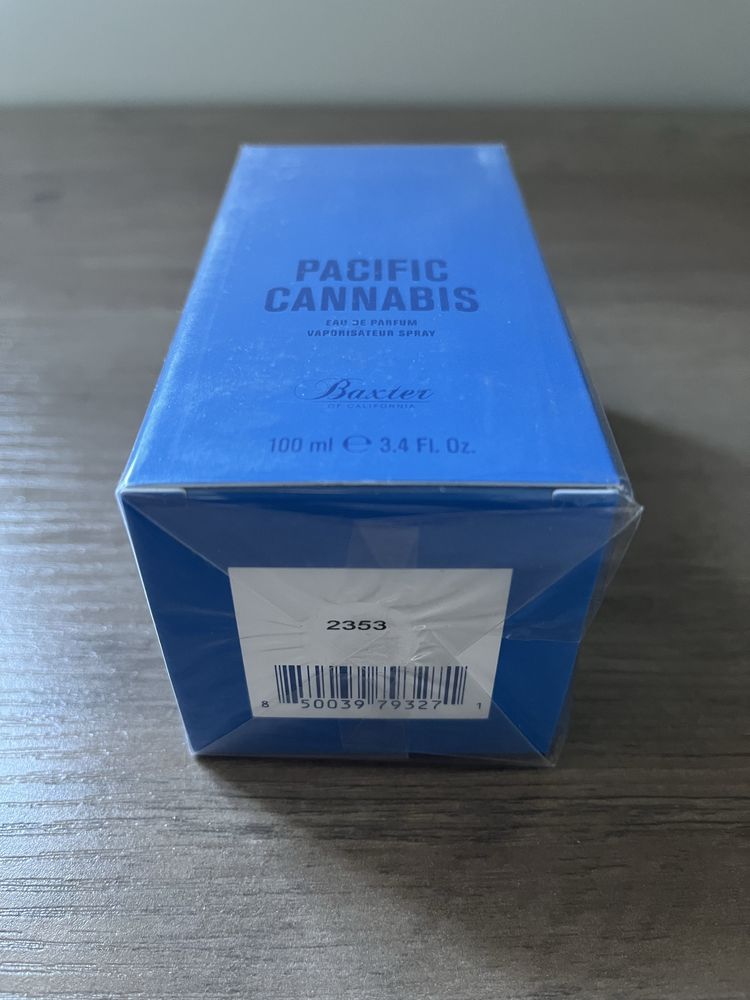 PACIFIC
CANNABIS
EAU DE PARFUM
VAPORISATEUR SPRAY
Baxter
OF CALIFORNIA
100 ml ℮ 3.4 Fl. Oz.
2353
8 50039 79327 1